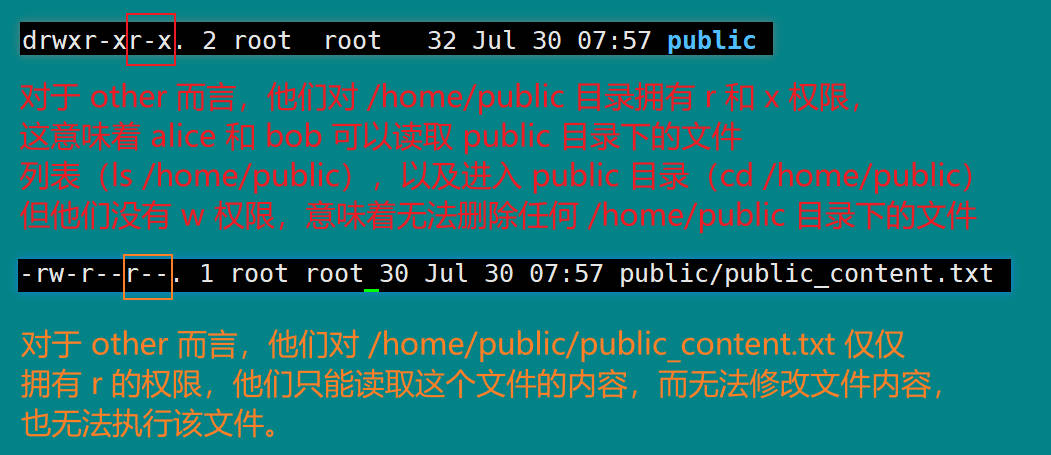 drwxr-xr-x. 2 root  root   32 Jul 30 07:57 public
对于 other 而言，他们对 /home/public 目录拥有 r 和 x 权限，
这意味着 alice 和 bob 可以读取 public 目录下的文件
列表（ls /home/public），以及进入 public 目录（cd /home/public）
但他们没有 w 权限，意味着无法删除任何 /home/public 目录下的文件
-rw-r--r--. 1 root root 30 Jul 30 07:57 public/public_content.txt
对于 other 而言，他们对 /home/public/public_content.txt 仅仅
拥有 r 的权限，他们只能读取这个文件的内容，而无法修改文件内容，
也无法执行该文件。